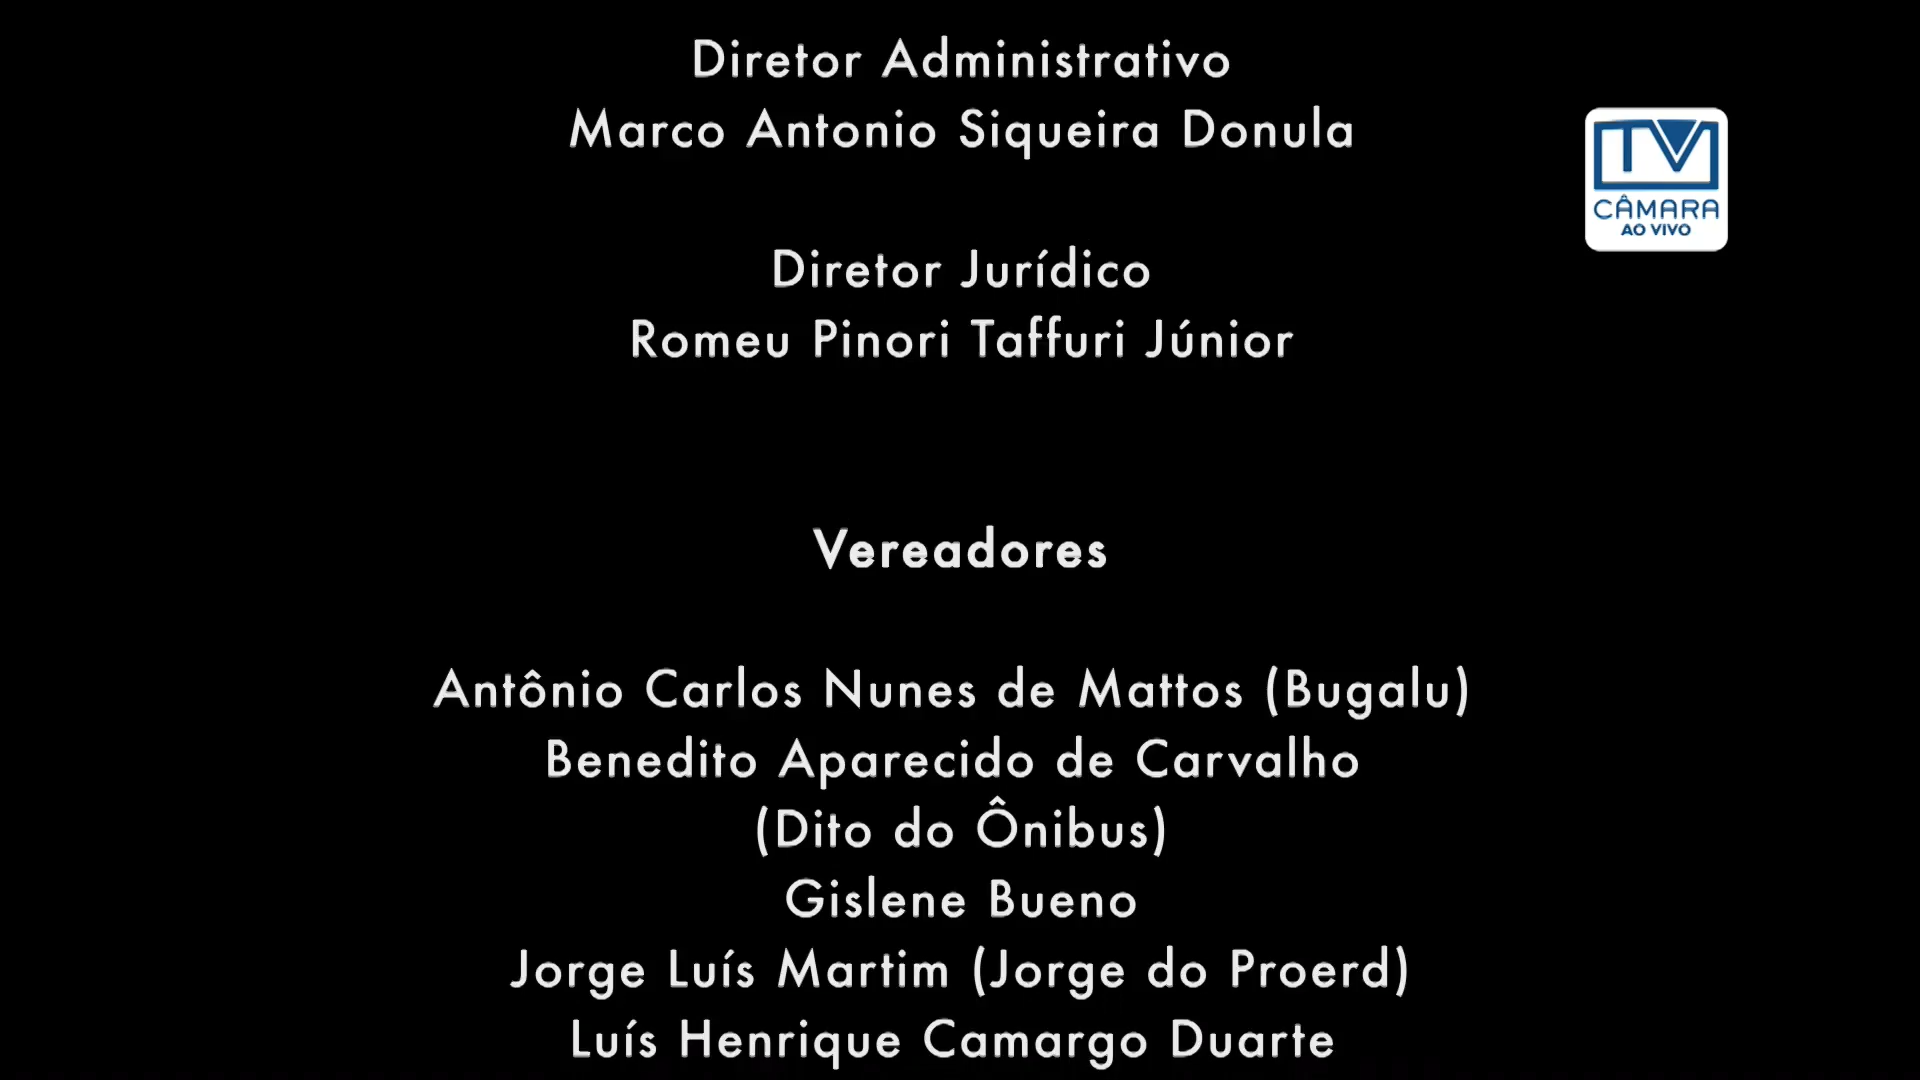 Diretor Administrativo
Marco Antonio Siqueira Donula
TV
CÂMARA
AO VIVO
Diretor Jurídico
Romeu Pinori Taffuri Júnior
Vereadores
Antônio Carlos Nunes de Mattos (Bugalu)
Benedito Aparecido de Carvalho
(Dito do Ônibus)
Gislene Bueno
Jorge Luís Martim (Jorge do Proerd)
Luís Henrique Camargo Duarte